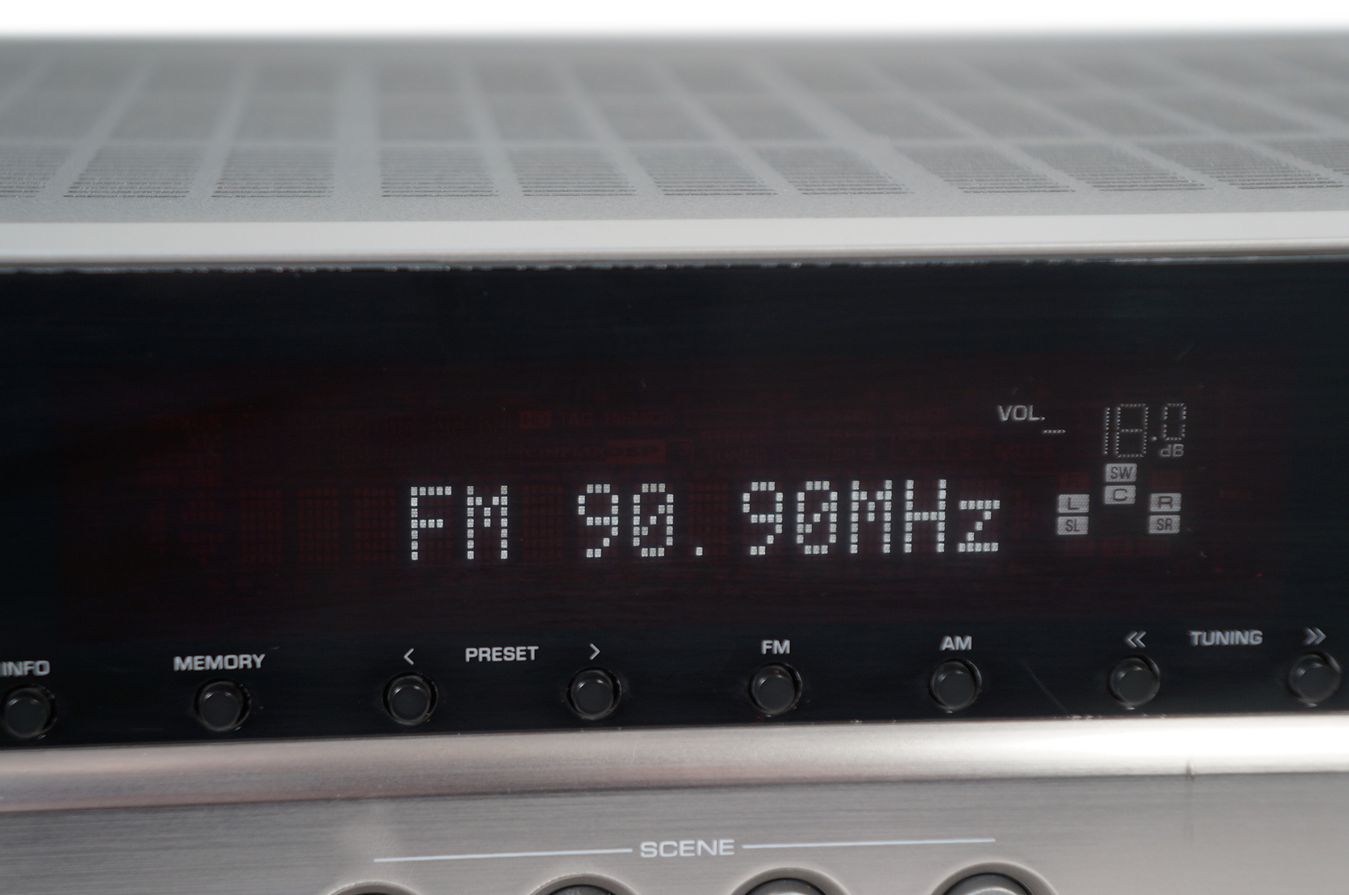 VOL. -18.0 dB
SW
L C R
SL SR
FM 90.90MHz
INFO MEMORY < PRESET > FM AM « TUNING »
SCENE